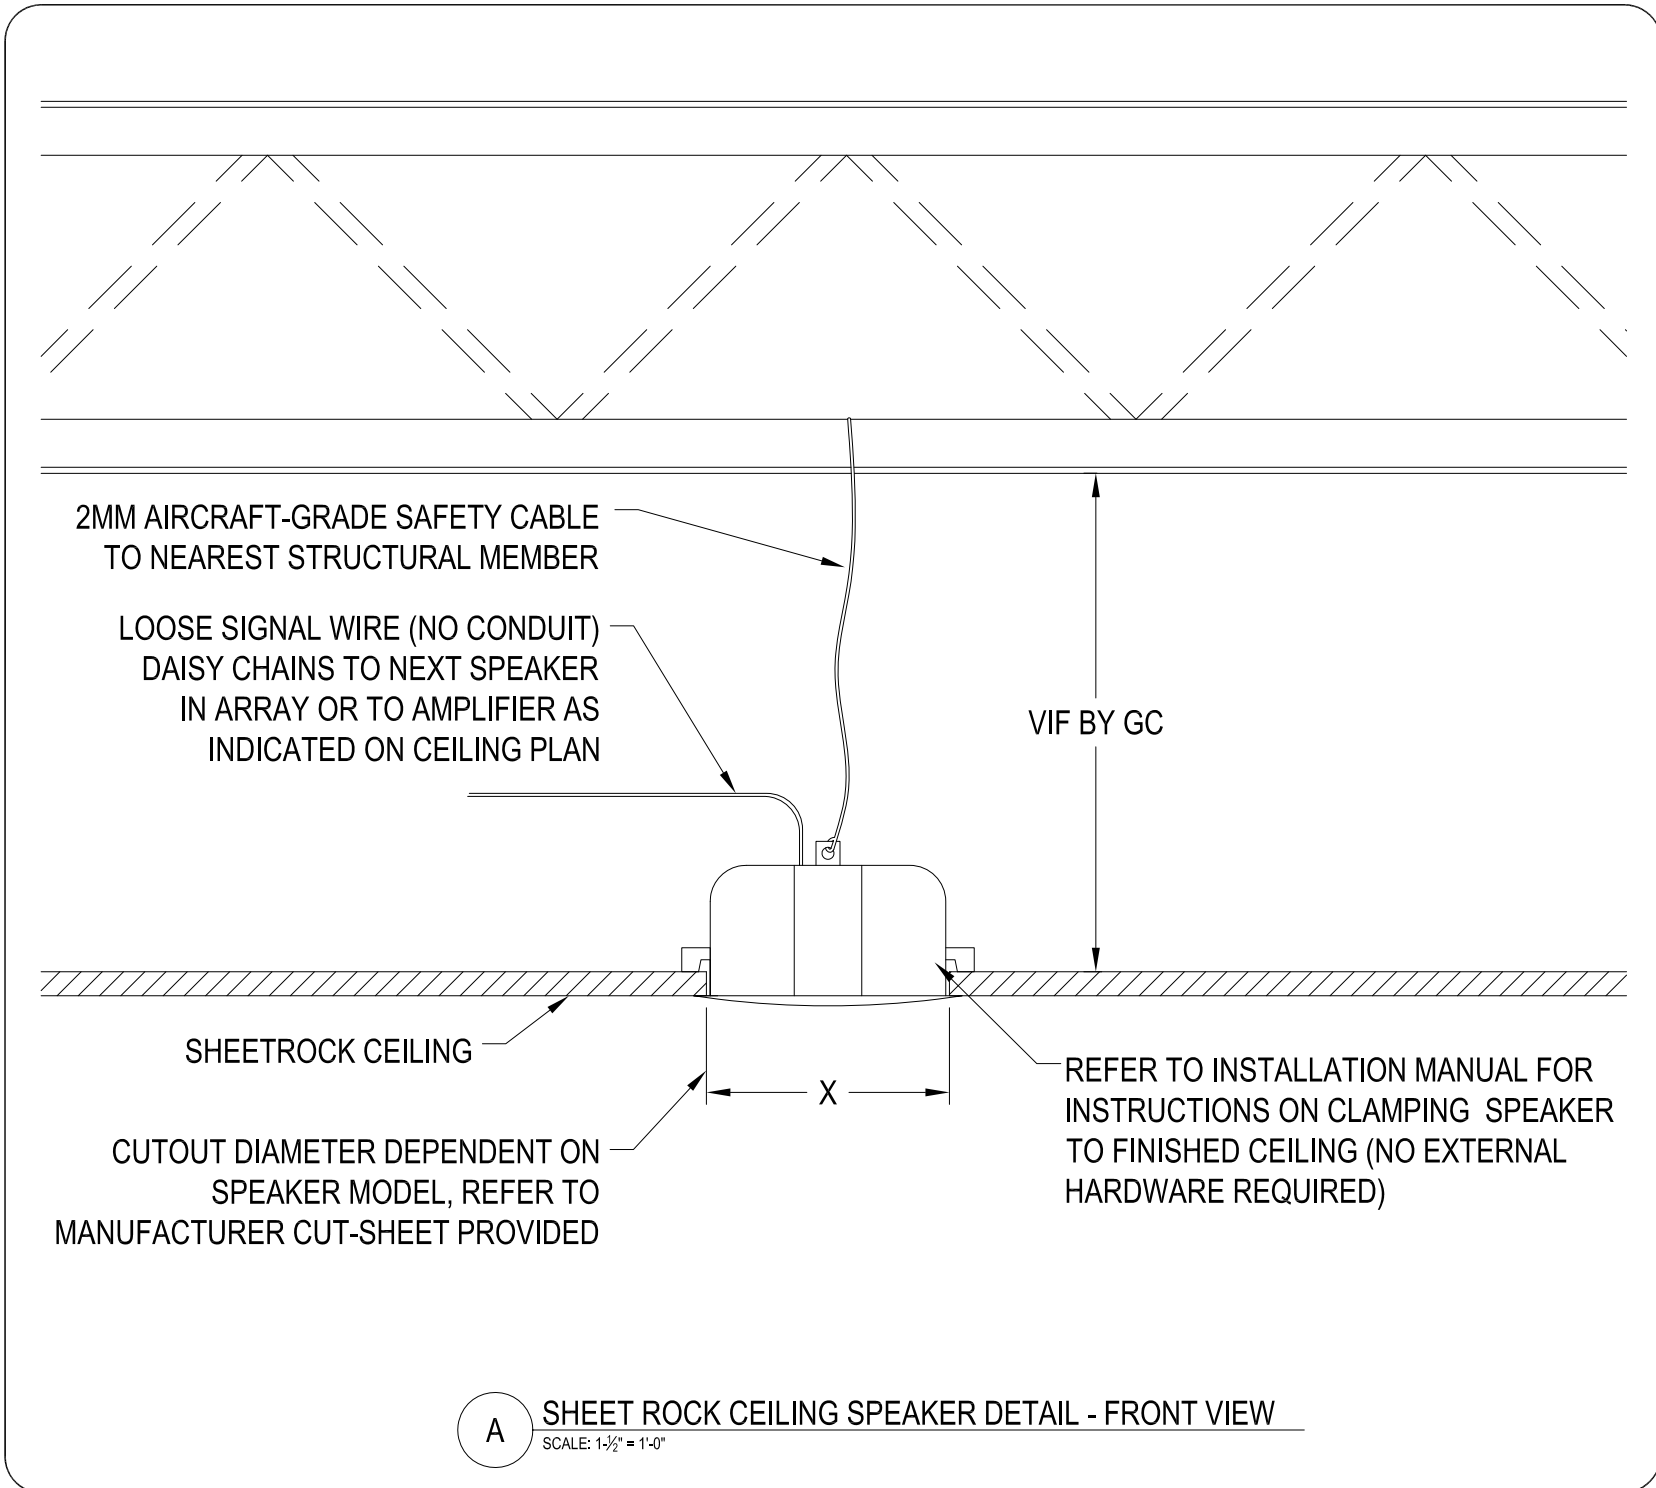 2MM AIRCRAFT-GRADE SAFETY CABLE
TO NEAREST STRUCTURAL MEMBER
LOOSE SIGNAL WIRE (NO CONDUIT)
DAISY CHAINS TO NEXT SPEAKER
IN ARRAY OR TO AMPLIFIER AS
INDICATED ON CEILING PLAN
VIF BY GC
SHEETROCK CEILING
X
REFER TO INSTALLATION MANUAL FOR
INSTRUCTIONS ON CLAMPING  SPEAKER
TO FINISHED CEILING (NO EXTERNAL
HARDWARE REQUIRED)
CUTOUT DIAMETER DEPENDENT ON
SPEAKER MODEL, REFER TO
MANUFACTURER CUT-SHEET PROVIDED
A
SHEET ROCK CEILING SPEAKER DETAIL - FRONT VIEW
SCALE: 1-½" = 1'-0"